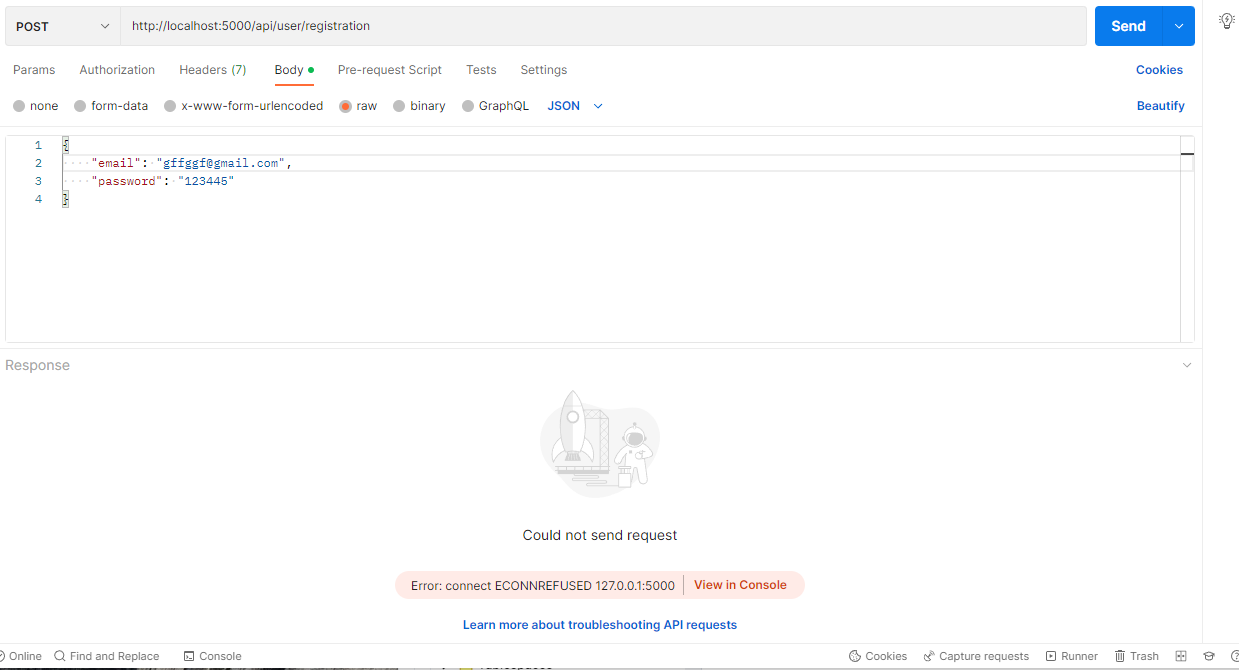 POST http://localhost:5000/api/user/registration Send
Params Authorization Headers (7) Body Pre-request Script Tests Settings Cookies
none form-data x-www-form-urlencoded raw binary GraphQL JSON Beautify
1 {
2 "email": "gffggf@gmail.com",
3 "password": "123445"
4 }
Response
Could not send request
Error: connect ECONNREFUSED 127.0.0.1:5000 View in Console
Learn more about troubleshooting API requests
Online Find and Replace Console Cookies Capture requests Runner Trash